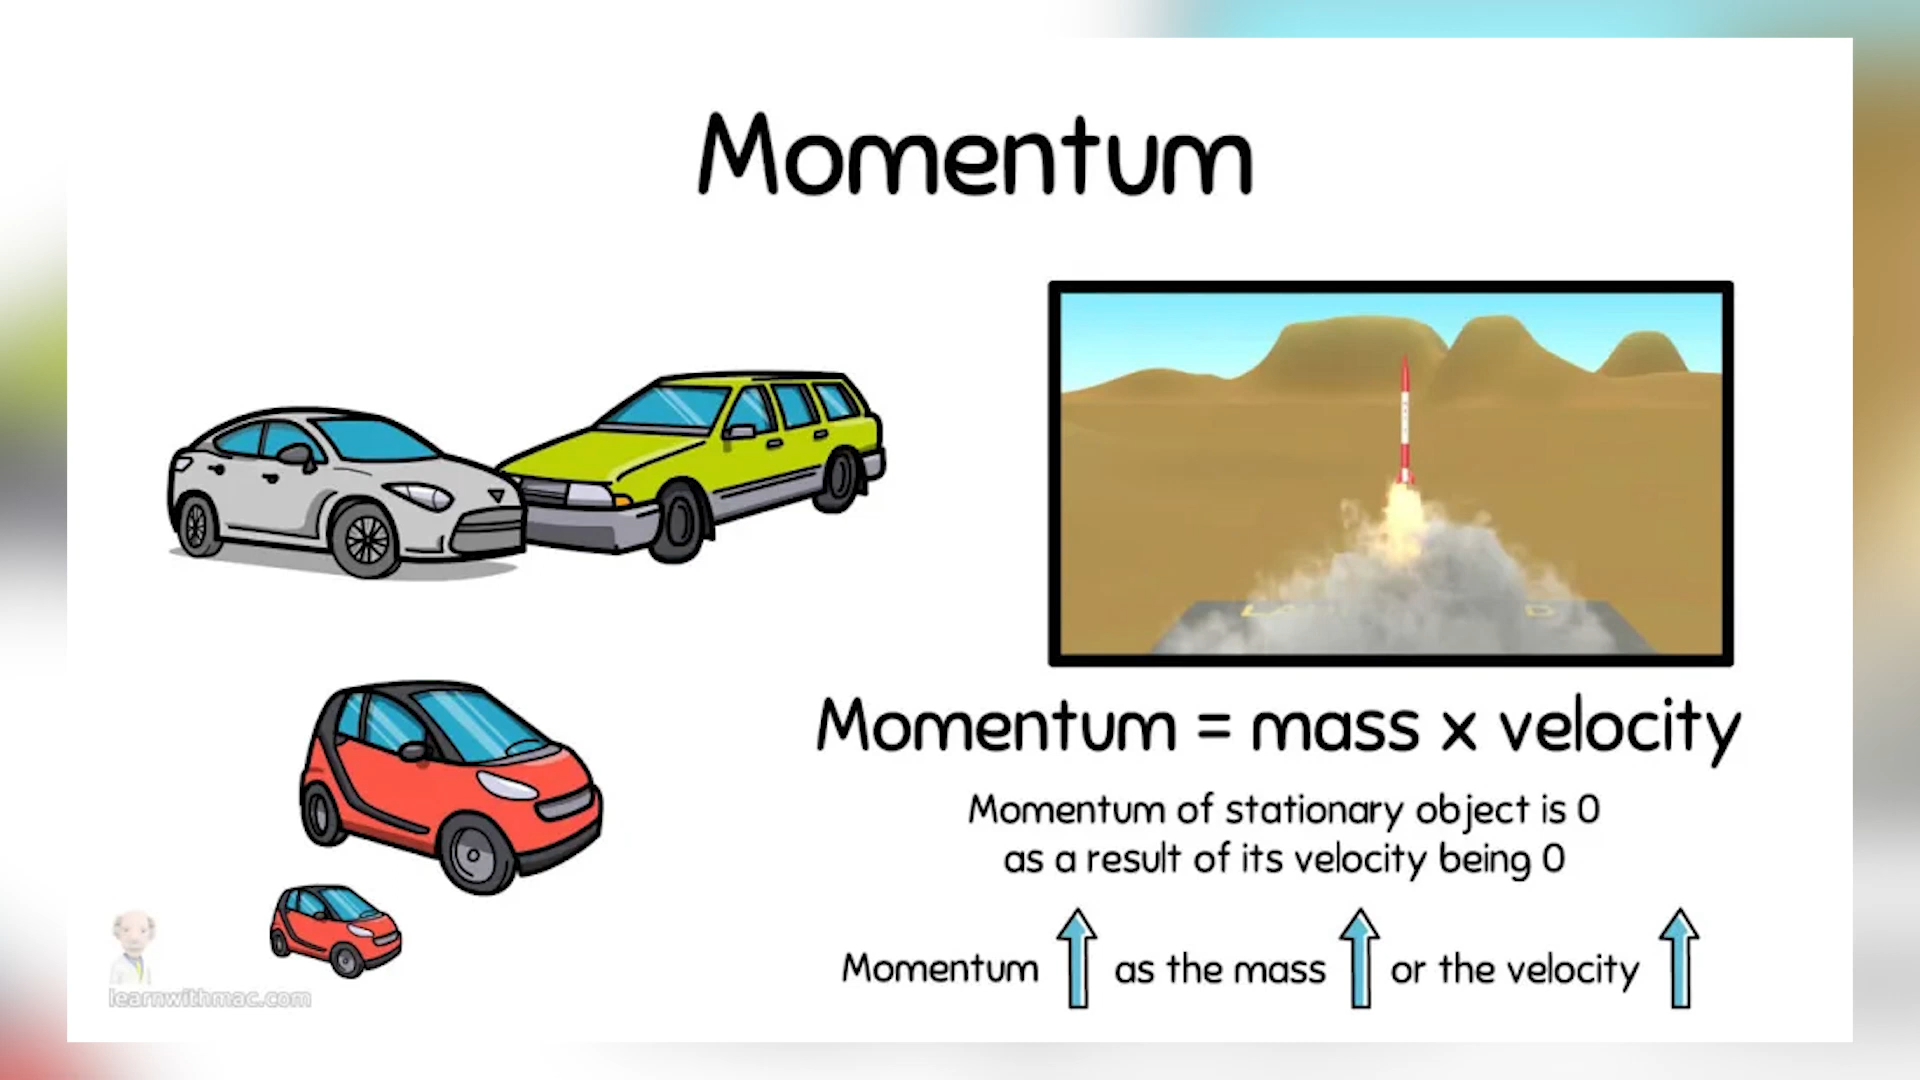 Momentum
Momentum = mass x velocity
Momentum of stationary object is 0
as a result of its velocity being 0
Momentum as the mass or the velocity
learnwithmac.com